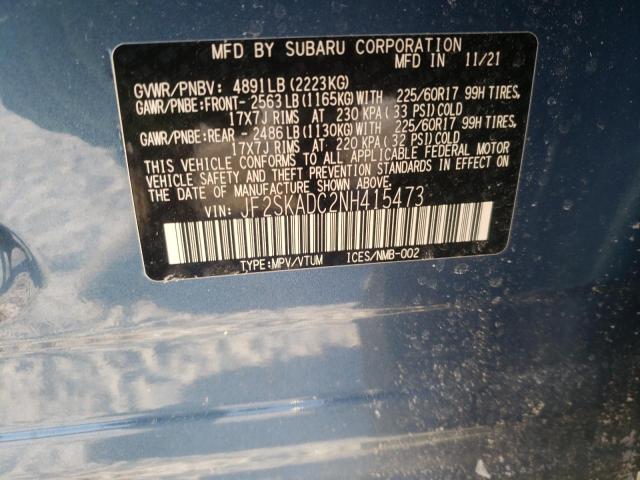 MFD BY SUBARU CORPORATION
MFD IN 11/21
GVWR/PNBV: 4891LB(2223KG)
GAWR/PNBE:FRONT- 2563LB(1165KG)WITH 225/60R17 99H TIRES,
17X7J RIMS AT 230 KPA( 33 PSI)COLD
GAWR/PNBE:REAR - 2486LB(1130KG)WITH 225/60R17 99H TIRES,
17X7J RIMS AT 220 KPA( 32 PSI)COLD
THIS VEHICLE CONFORMS TO ALL APPLICABLE FEDERAL MOTOR
VEHICLE SAFETY AND THEFT PREVENTION STANDARDS IN EFFECT ON
THE DATE OF MANUFACTURE SHOWN ABOVE.
VIN: JF2SKADC2NH415473
TYPE:MPV/VTUM ICES/NMB-002